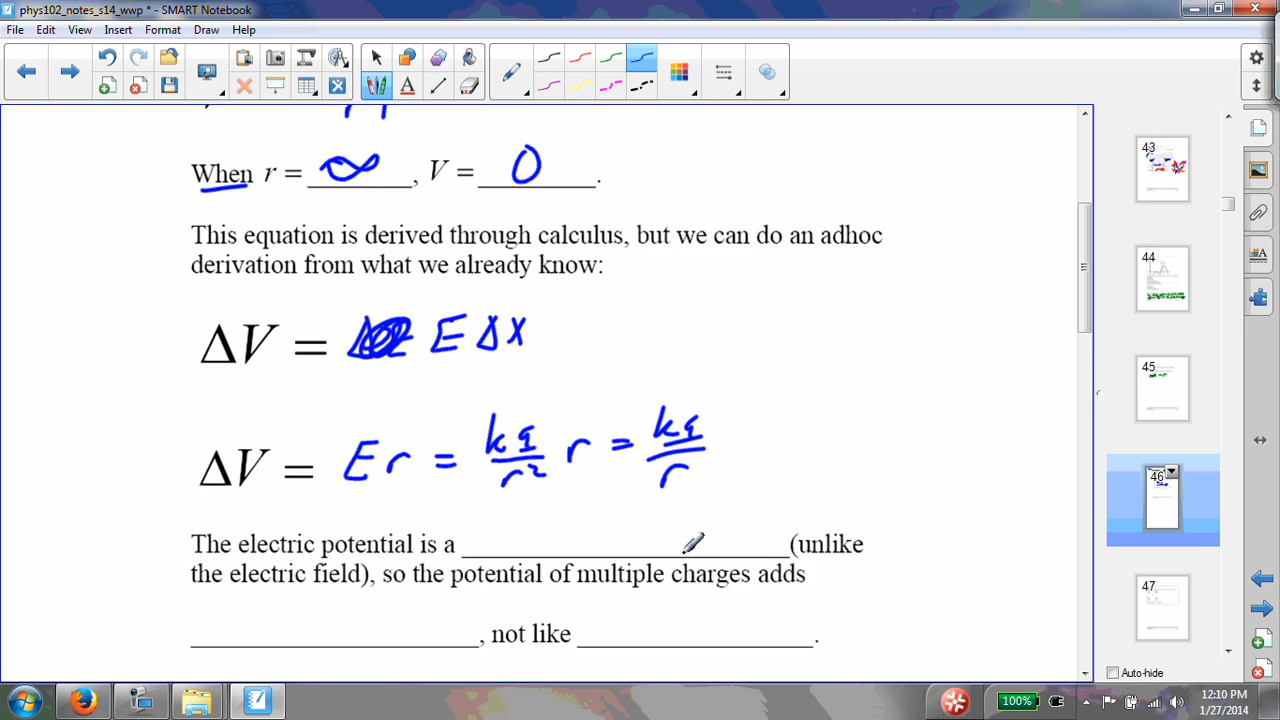 phys102_notes_s14_wwp * - SMART Notebook
File Edit View Insert Format Draw Help
When r = ∞, V = 0.
This equation is derived through calculus, but we can do an adhoc
derivation from what we already know:
ΔV = E Δx
ΔV = Er = kq/r² r = kq/r
The electric potential is a ____________ (unlike
the electric field), so the potential of multiple charges adds
____________, not like ____________.
43
44
45
46
47
Auto-hide
100%
12:10 PM
1/27/2014